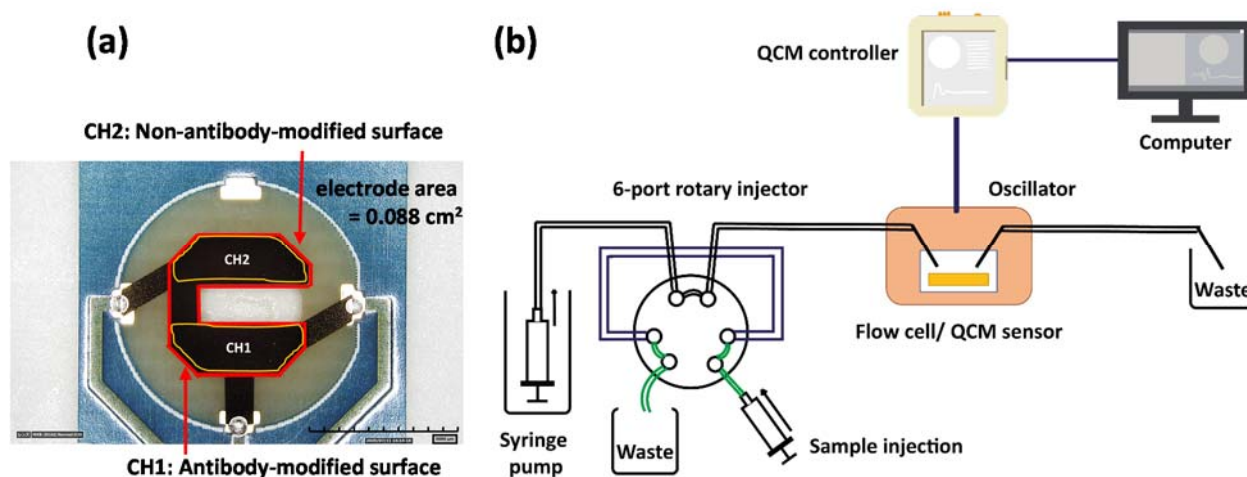 (a)
(b)
QCM controller
Computer
CH2: Non-antibody-modified surface
electrode area
= 0.088 cm²
CH2
CH1
CH1: Antibody-modified surface
6-port rotary injector
Oscillator
Waste
Flow cell/ QCM sensor
Syringe
pump
Waste
Sample injection